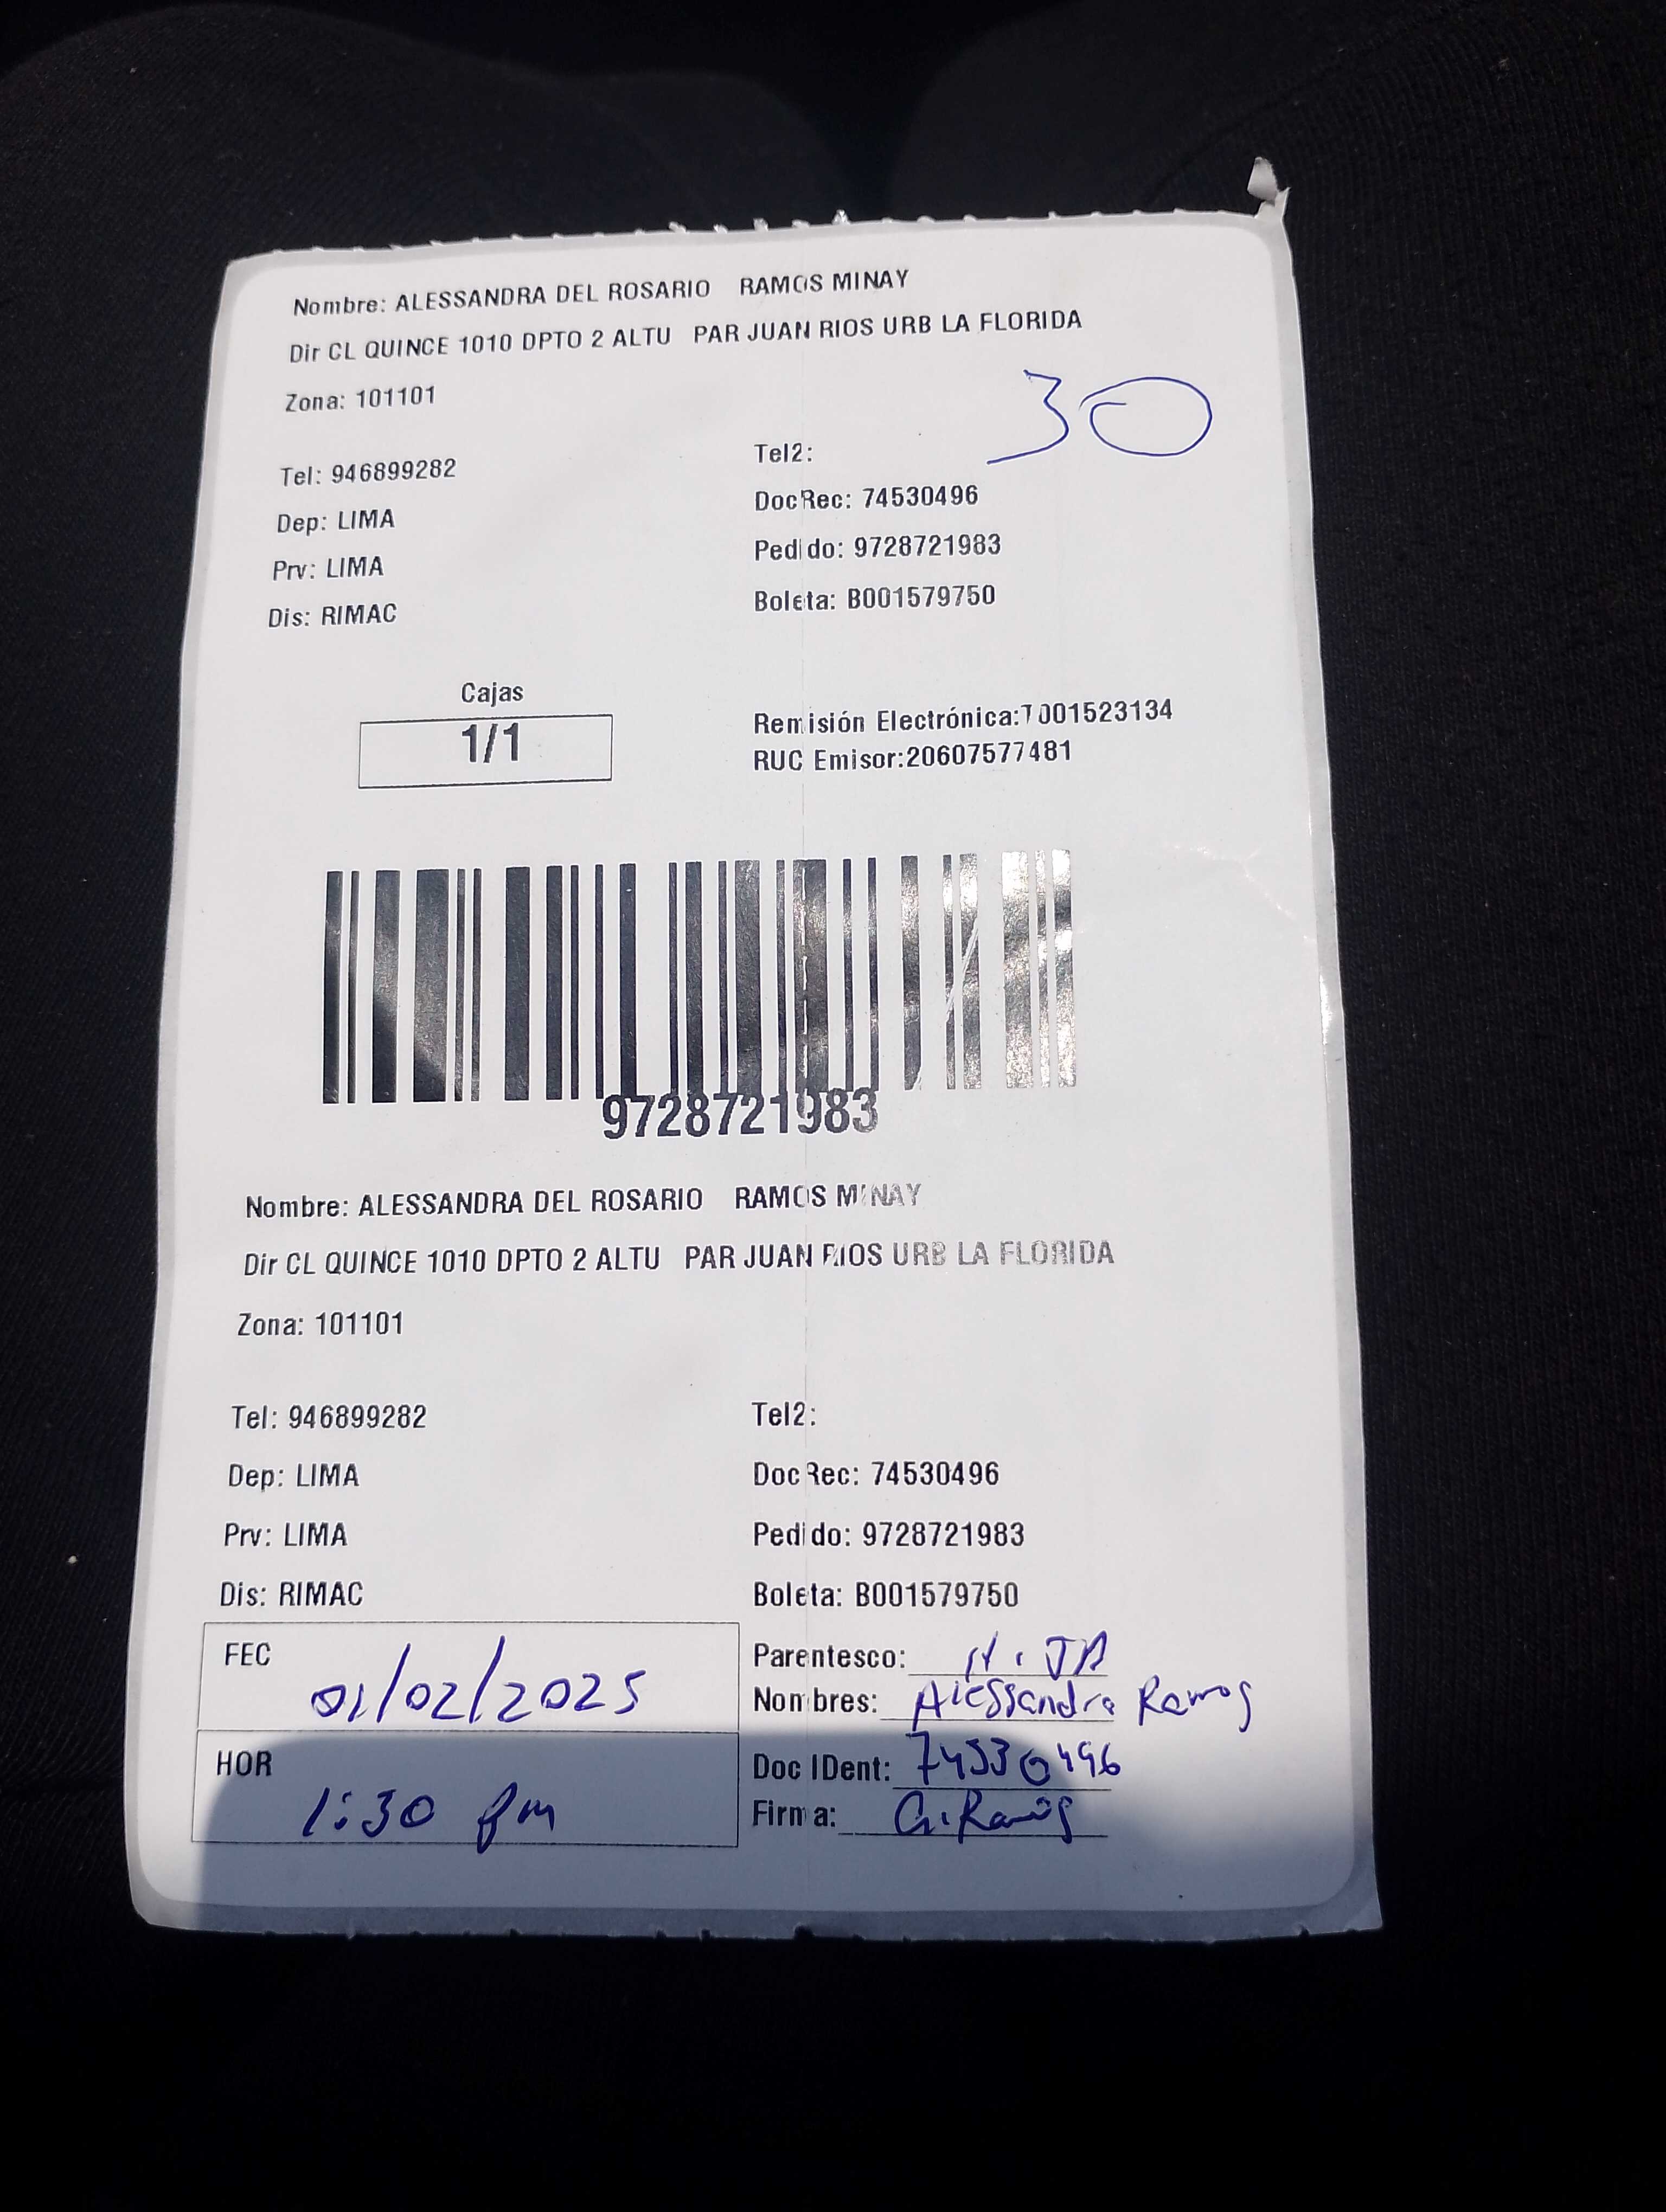 Nombre: ALESSANDRA DEL ROSARIO RAMOS MINAY
Dir CL QUINCE 1010 DPTO 2 ALTU PAR JUAN RIOS URB LA FLORIDA
30
Zona: 101101
Tel2:
Tel: 946899282
DocRec: 74530496
Dep: LIMA
Pedido: 9728721983
Prv: LIMA
Boleta: B001579750
Dis: RIMAC
Cajas
1/1
Remisión Electrónica:T001523134
RUC Emisor:20607577481
9728721983
Nombre: ALESSANDRA DEL ROSARIO RAMOS MINAY
Dir CL QUINCE 1010 DPTO 2 ALTU PAR JUAN RIOS URB LA FLORIDA
Zona: 101101
Tel: 946899282
Tel2:
Dep: LIMA
DocRec: 74530496
Prv: LIMA
Pedido: 9728721983
Dis: RIMAC
Boleta: B001579750
FEC
01/02/2025
Parentesco:
Nombres: Alessandra Ramos
HOR
1:30 pm
Doc IDent: 74530496
Firma: G.Ramos